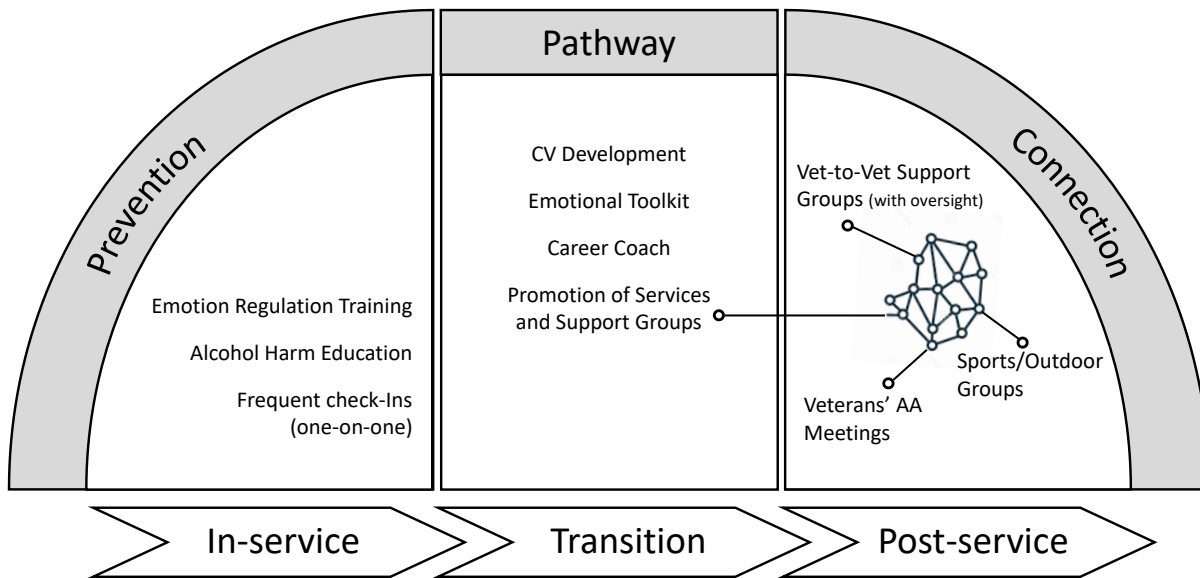 Pathway
Prevention
Connection
Emotion Regulation Training
Alcohol Harm Education
Frequent check-Ins
(one-on-one)
CV Development
Emotional Toolkit
Career Coach
Promotion of Services
and Support Groups
Vet-to-Vet Support
Groups (with oversight)
Sports/Outdoor
Groups
Veterans’ AA
Meetings
In-service
Transition
Post-service